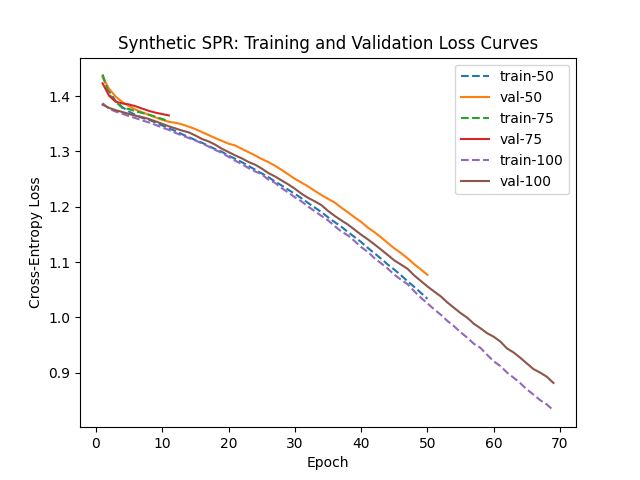 Synthetic SPR: Training and Validation Loss Curves
train-50
val-50
train-75
val-75
train-100
val-100
Cross-Entropy Loss
1.4
1.3
1.2
1.1
1.0
0.9
0 10 20 30 40 50 60 70
Epoch